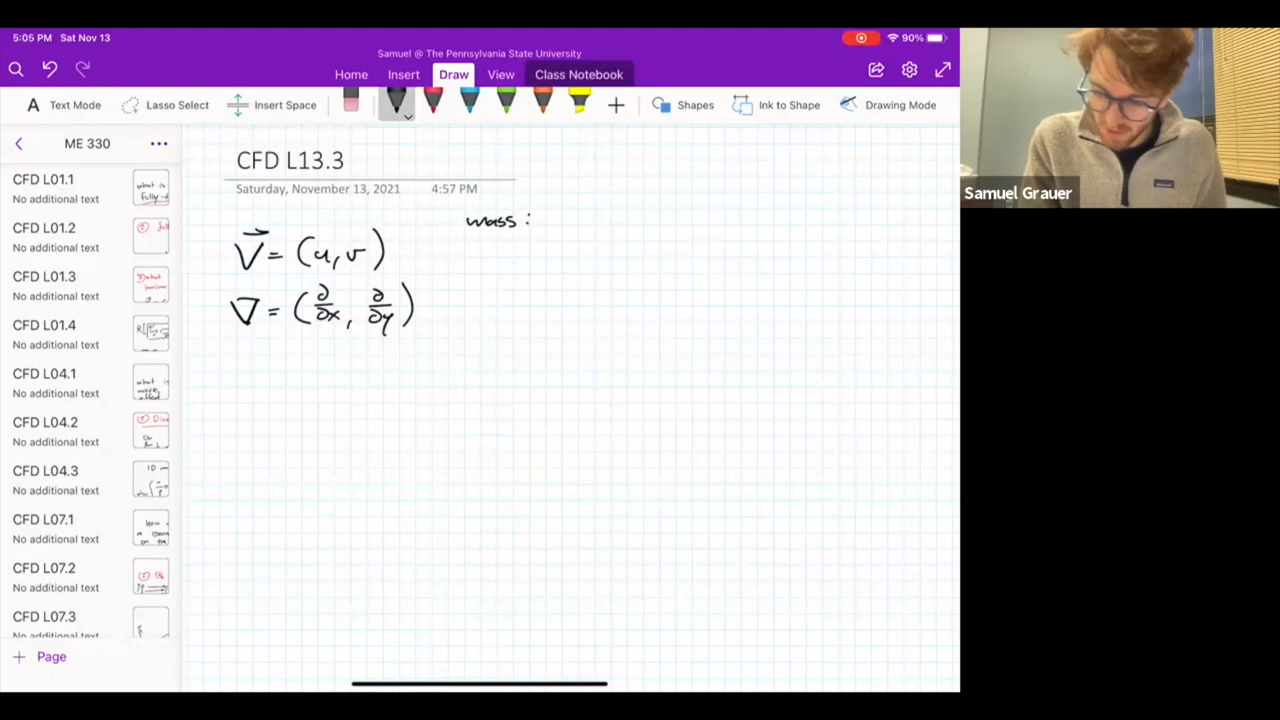 5:05 PM Sat Nov 13
90%
Samuel @ The Pennsylvania State University
Home Insert Draw View Class Notebook
A Text Mode Lasso Select Insert Space Shapes Ink to Shape Drawing Mode
ME 330
CFD L01.1
No additional text
CFD L01.2
No additional text
CFD L01.3
No additional text
CFD L01.4
No additional text
CFD L04.1
No additional text
CFD L04.2
No additional text
CFD L04.3
No additional text
CFD L07.1
No additional text
CFD L07.2
No additional text
CFD L07.3
No additional text
+ Page
CFD L13.3
Saturday, November 13, 2021 4:57 PM
mass :
V⃗ = (u, v)
∇ = (∂/∂x, ∂/∂y)
Samuel Grauer